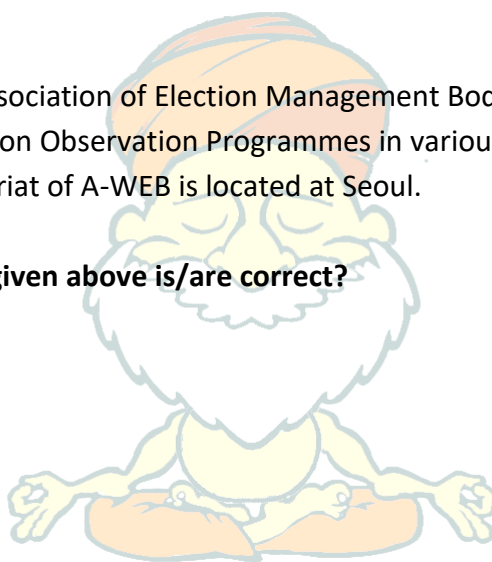 sociation of Election Management Bod
on Observation Programmes in variou
riat of A-WEB is located at Seoul.
given above is/are correct?